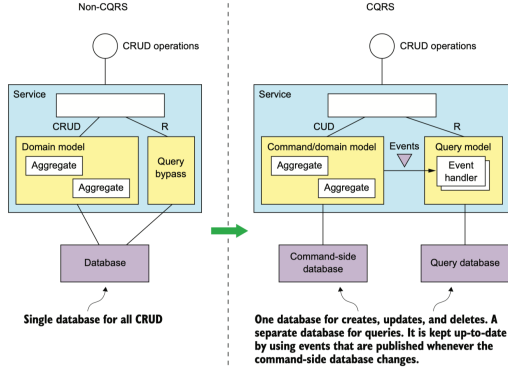 Non-CQRS
CRUD operations
Service
CRUD
R
Domain model
Aggregate
Aggregate
Query
bypass
Database
Single database for all CRUD
CQRS
CRUD operations
Service
CUD
R
Command/domain model
Aggregate
Aggregate
Events
Query model
Event
handler
Command-side
database
Query database
One database for creates, updates, and deletes. A
separate database for queries. It is kept up-to-date
by using events that are published whenever the
command-side database changes.